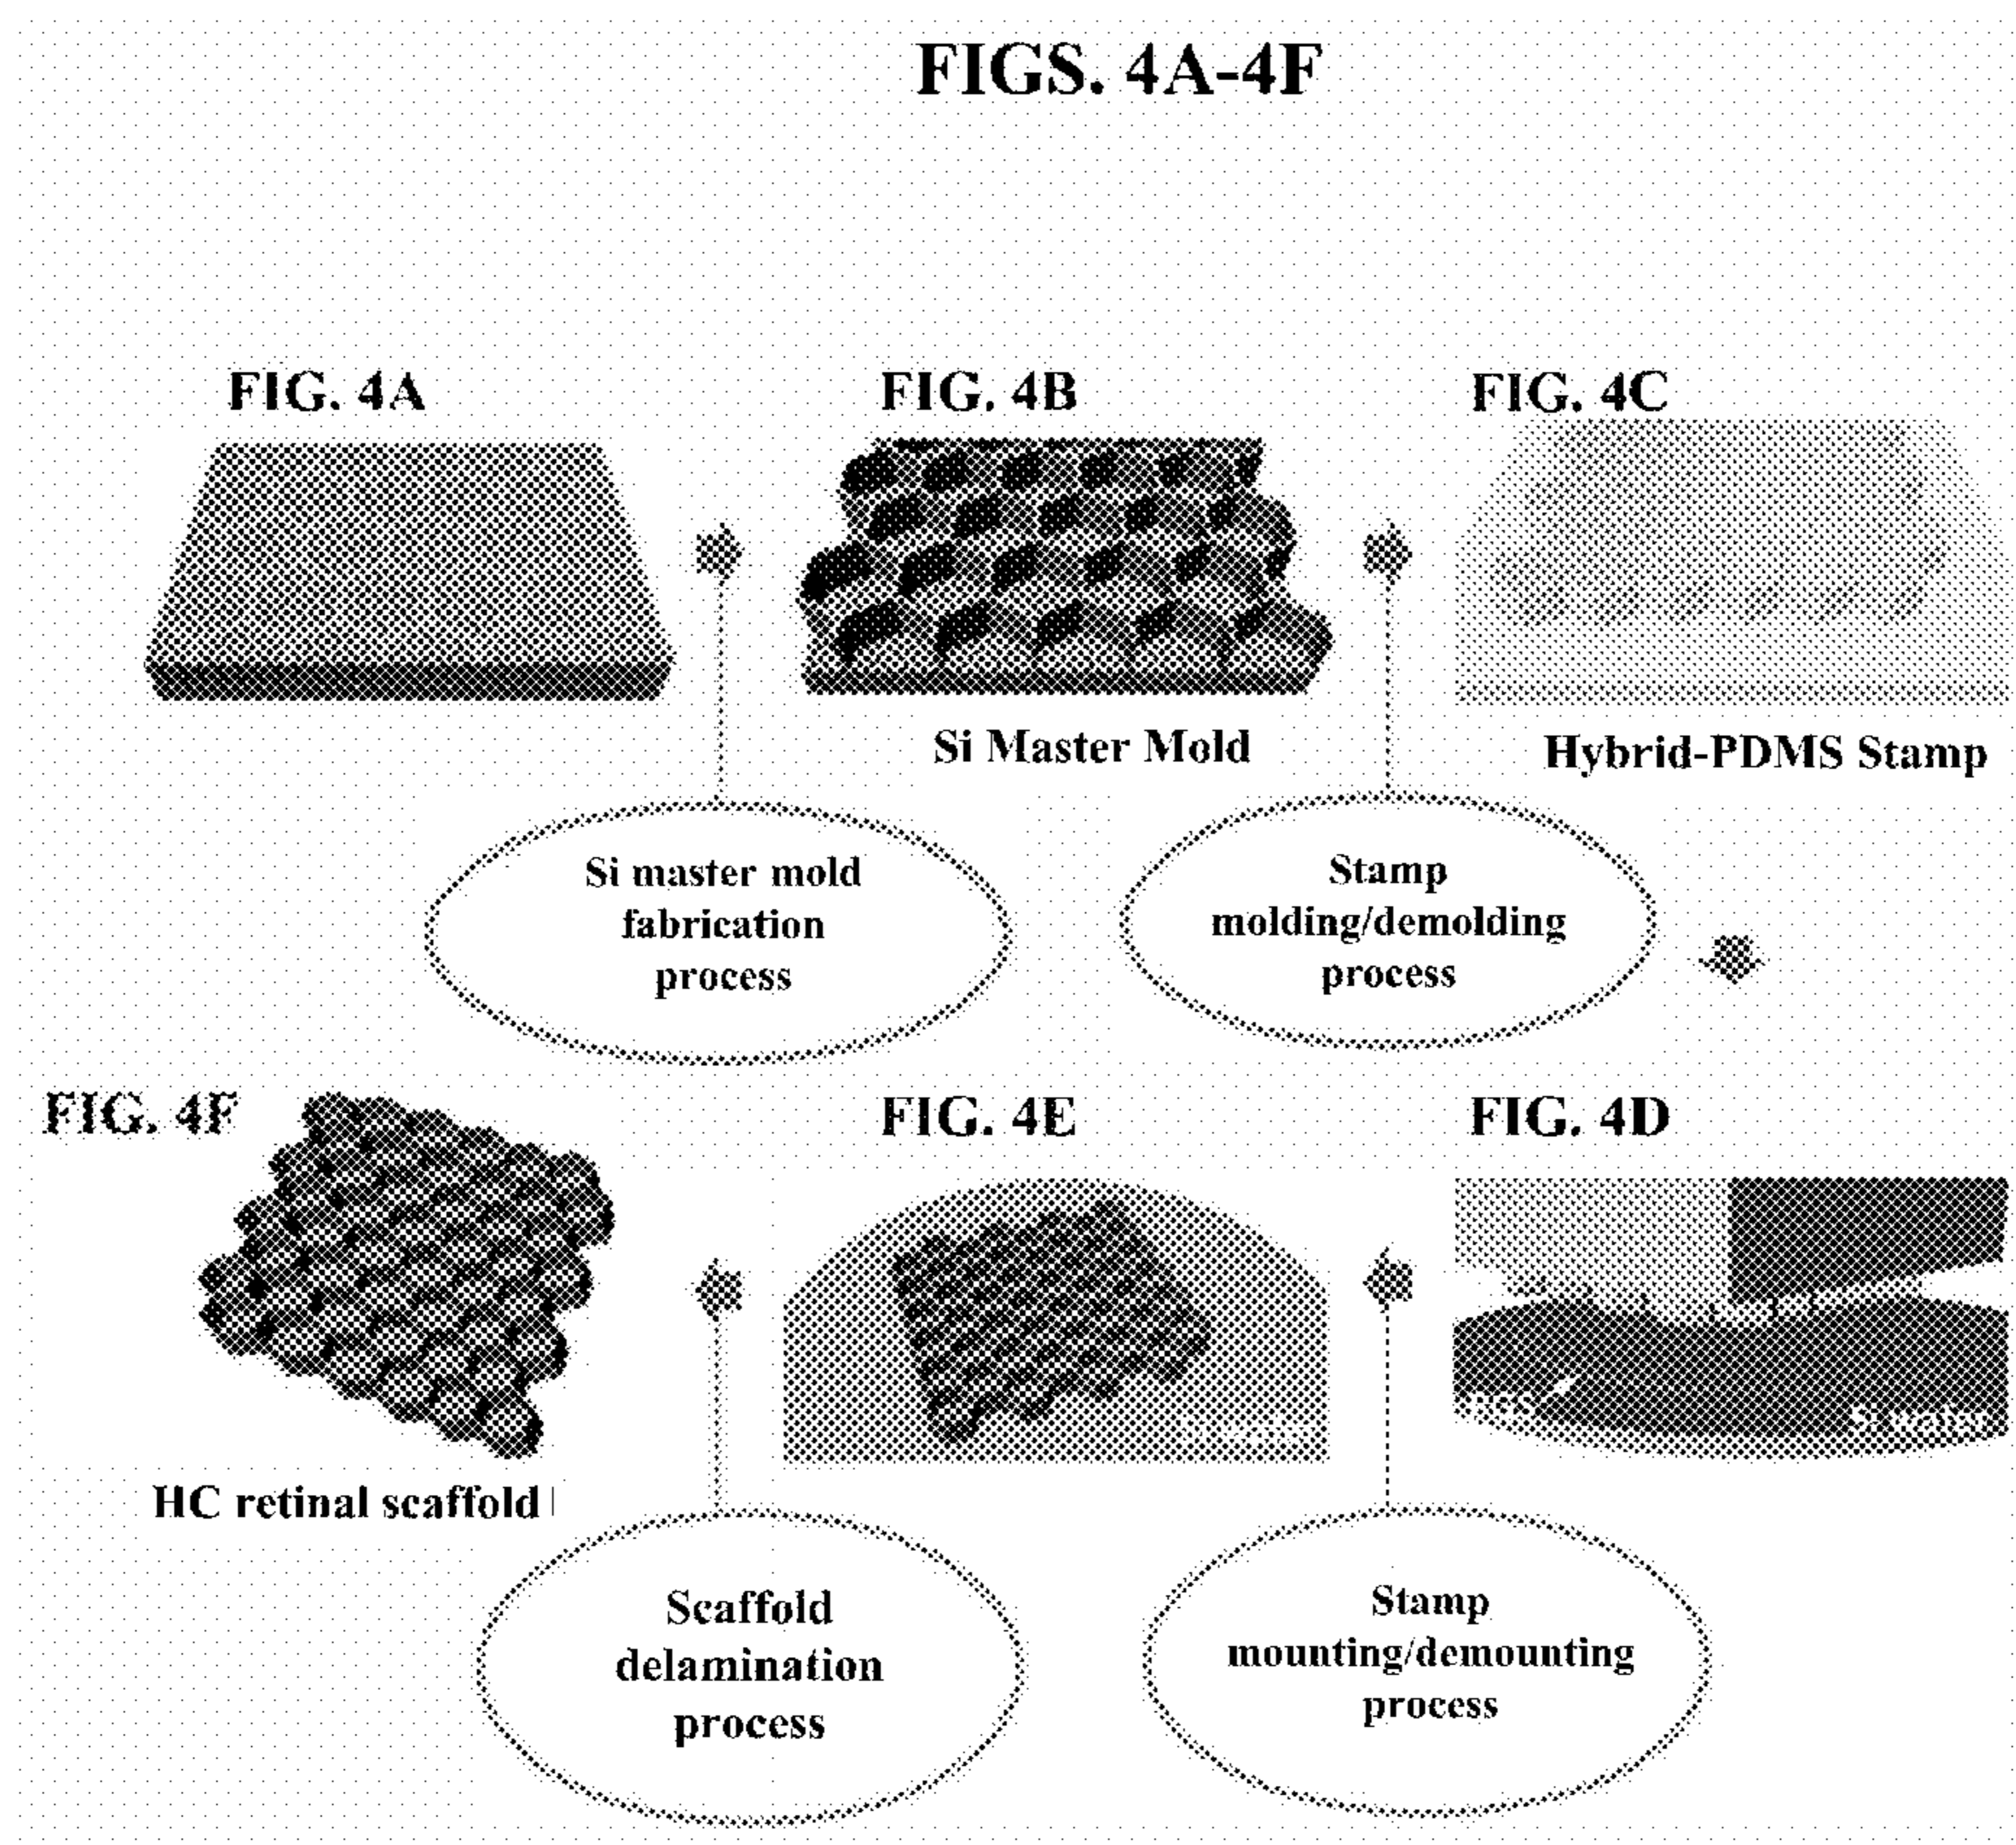 FIGS. 4A-4F
FIG. 4A
FIG. 4B
FIG. 4C
Si Master Mold
Hybrid-PDMS Stamp
Si master mold
fabrication
process
Stamp
molding/demolding
process
FIG. 4F
FIG. 4E
FIG. 4D
Si wafer
HC retinal scaffold
Scaffold
delamination
process
Stamp
mounting/demounting
process